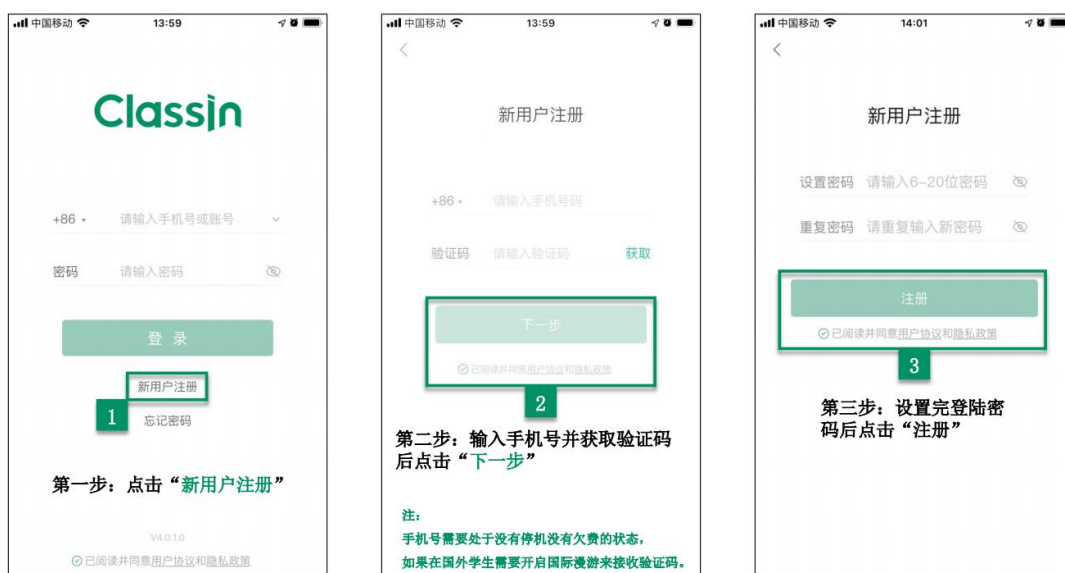 中国移动 13:59
ClassIn
+86 请输入手机号或账号
密码 请输入密码
登 录
新用户注册
1
忘记密码
第一步：点击“新用户注册”
V4.0.1.0
已阅读并同意用户协议和隐私政策
中国移动 13:59
新用户注册
+86 请输入手机号码
验证码 请输入验证码 获取
下一步
已阅读并同意用户协议和隐私政策
2
第二步：输入手机号并获取验证码
后点击“下一步”
注：
手机号需要处于没有停机没有欠费的状态，
如果在国外学生需要开启国际漫游来接收验证码。
中国移动 14:01
新用户注册
设置密码 请输入6-20位密码
重复密码 请重复输入新密码
注册
已阅读并同意用户协议和隐私政策
3
第三步：设置完登陆密
码后点击“注册”